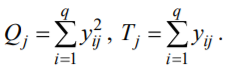 $Q_j = \sum_{i=1}^{q} y_{ij}^2$ , $T_j = \sum_{i=1}^{q} y_{ij}$ .